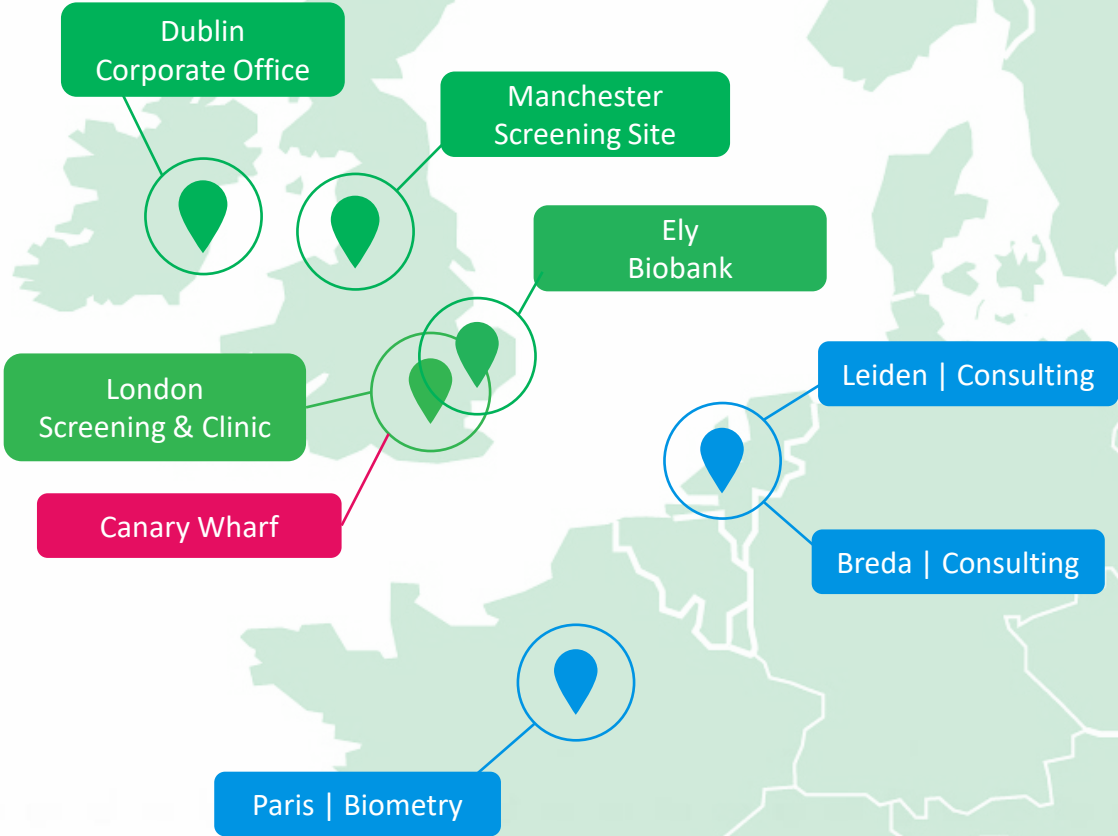 Dublin
Corporate Office
Manchester
Screening Site
Ely
Biobank
London
Screening & Clinic
Canary Wharf
Leiden | Consulting
Breda | Consulting
Paris | Biometry